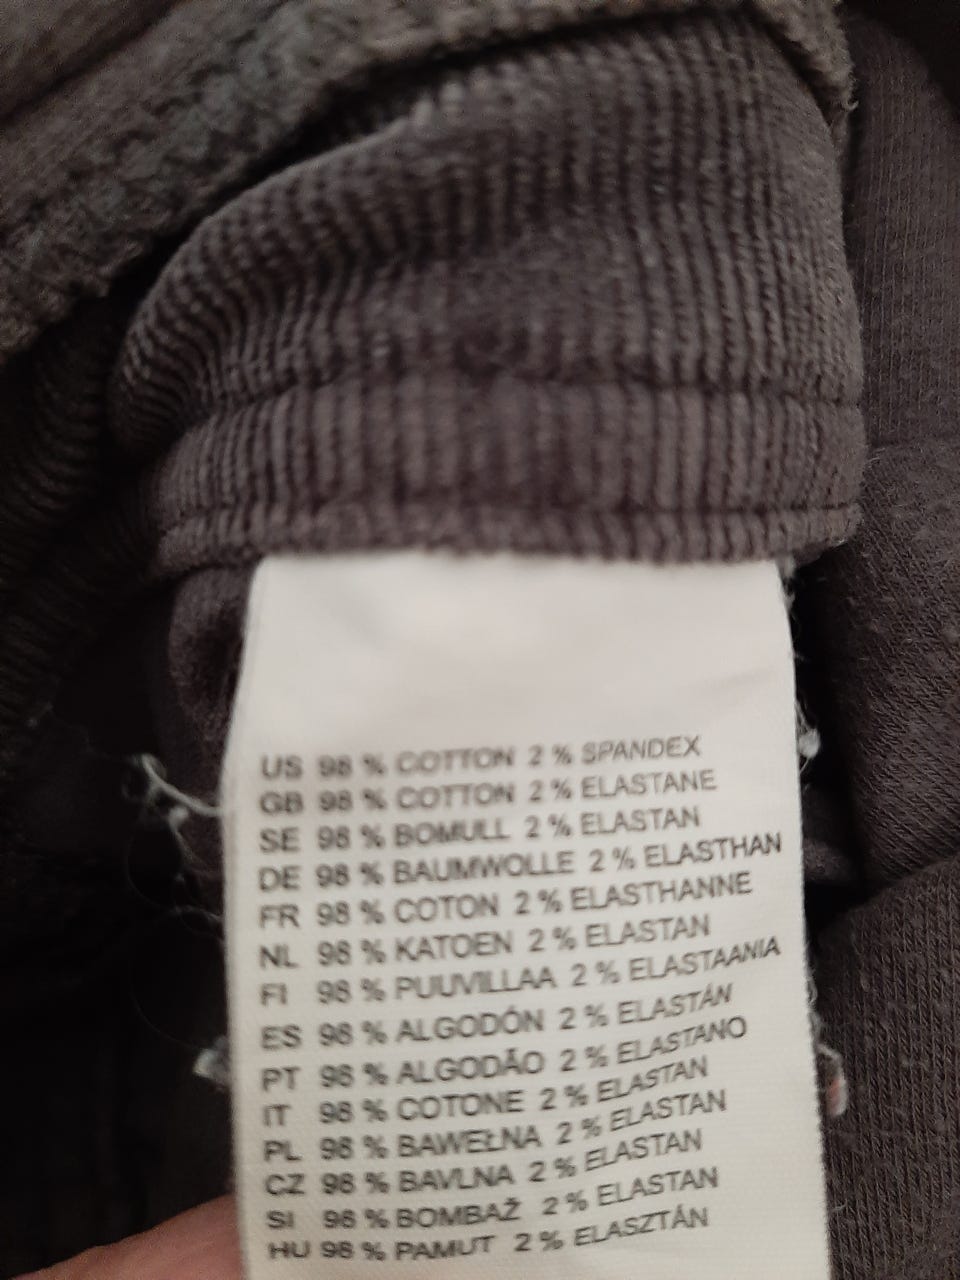 US 98 % COTTON 2 % SPANDEX
GB 98 % COTTON 2 % ELASTANE
SE 98 % BOMULL 2 % ELASTAN
DE 98 % BAUMWOLLE 2 % ELASTHAN
FR 98 % COTON 2 % ELASTHANNE
NL 98 % KATOEN 2 % ELASTAN
FI 98 % PUUVILLAA 2 % ELASTAANIA
ES 98 % ALGODÓN 2 % ELASTÁN
PT 98 % ALGODÃO 2 % ELASTANO
IT 98 % COTONE 2 % ELASTAN
PL 98 % BAWEŁNA 2 % ELASTAN
CZ 98 % BAVLNA 2 % ELASTAN
SI 98 % BOMBAŽ 2 % ELASTAN
HU 98 % PAMUT 2 % ELASZTÁN